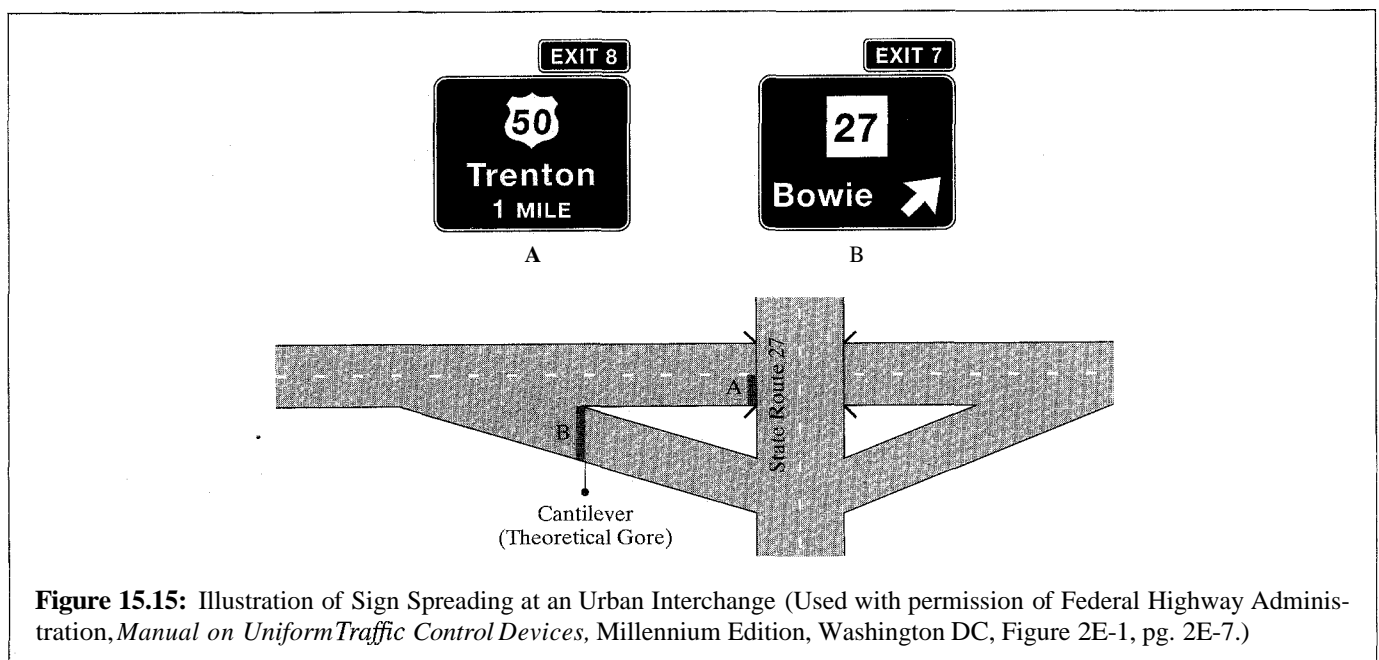 EXIT 8
50
Trenton
1 MILE
A
EXIT 7
27
Bowie
B
A
State Route 27
B
Cantilever
(Theoretical Gore)
Figure 15.15: Illustration of Sign Spreading at an Urban Interchange (Used with permission of Federal Highway Adminis-
tration, Manual on Uniform Traffic Control Devices, Millennium Edition, Washington DC, Figure 2E-1, pg. 2E-7.)